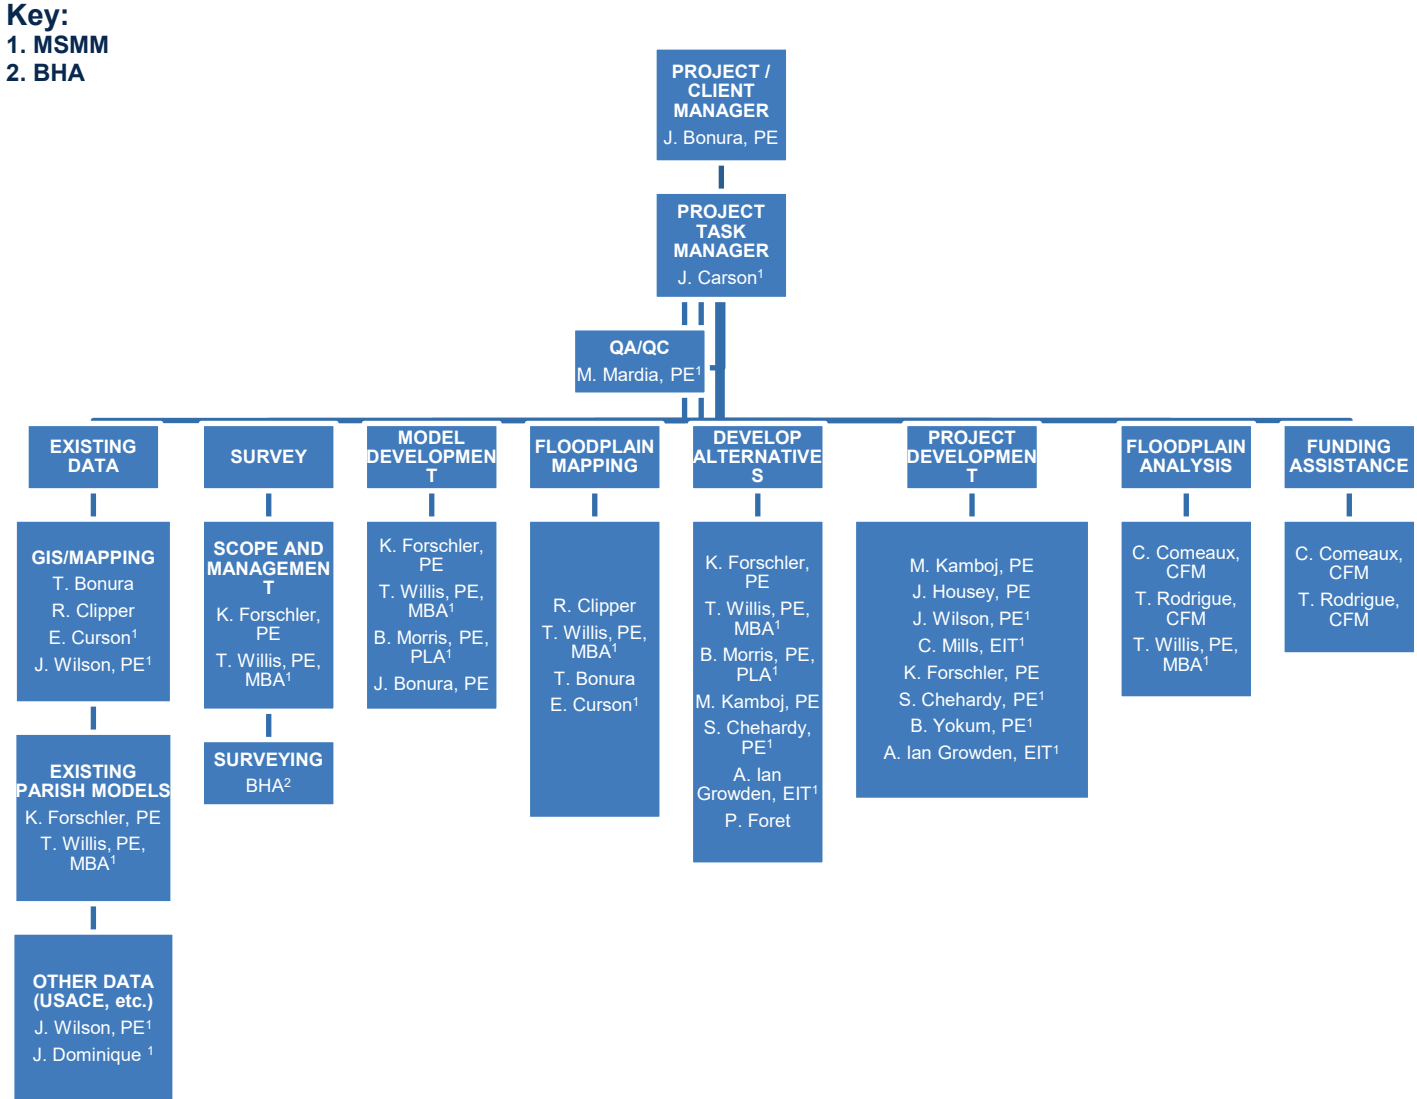 Key:
1. MSMM
2. BHA
PROJECT /
CLIENT
MANAGER
J. Bonura, PE
PROJECT
TASK
MANAGER
J. Carson¹
QA/QC
M. Mardia, PE¹
EXISTING
DATA
GIS/MAPPING
T. Bonura
R. Clipper
E. Curson¹
J. Wilson, PE¹
EXISTING
PARISH MODELS
K. Forschler, PE
T. Willis, PE,
MBA¹
OTHER DATA
(USACE, etc.)
J. Wilson, PE¹
J. Dominique ¹
SURVEY
SCOPE AND
MANAGEMEN
T
K. Forschler,
PE
T. Willis, PE,
MBA¹
SURVEYING
BHA²
MODEL
DEVELOPMEN
T
K. Forschler,
PE
T. Willis, PE,
MBA¹
B. Morris, PE,
PLA¹
J. Bonura, PE
FLOODPLAIN
MAPPING
R. Clipper
T. Willis, PE,
MBA¹
T. Bonura
E. Curson¹
DEVELOP
ALTERNATIVE
S
K. Forschler,
PE
T. Willis, PE,
MBA¹
B. Morris, PE,
PLA¹
M. Kamboj, PE
S. Chehardy,
PE¹
A. Ian
Growden, EIT¹
P. Foret
PROJECT
DEVELOPMEN
T
M. Kamboj, PE
J. Housey, PE
J. Wilson, PE¹
C. Mills, EIT¹
K. Forschler, PE
S. Chehardy, PE¹
B. Yokum, PE¹
A. Ian Growden, EIT¹
FLOODPLAIN
ANALYSIS
C. Comeaux,
CFM
T. Rodrigue,
CFM
T. Willis, PE,
MBA¹
FUNDING
ASSISTANCE
C. Comeaux,
CFM
T. Rodrigue,
CFM